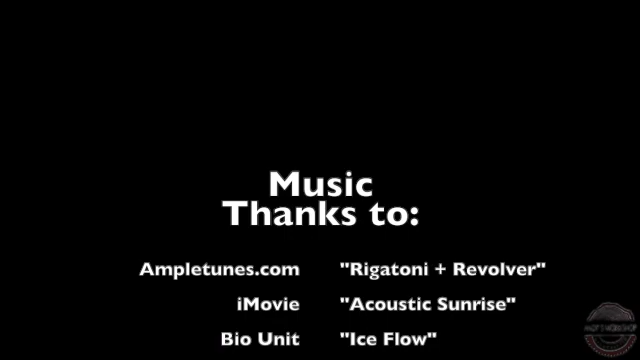 Music
Thanks to:
Ampletunes.com "Rigatoni + Revolver"
iMovie "Acoustic Sunrise"
Bio Unit "Ice Flow"